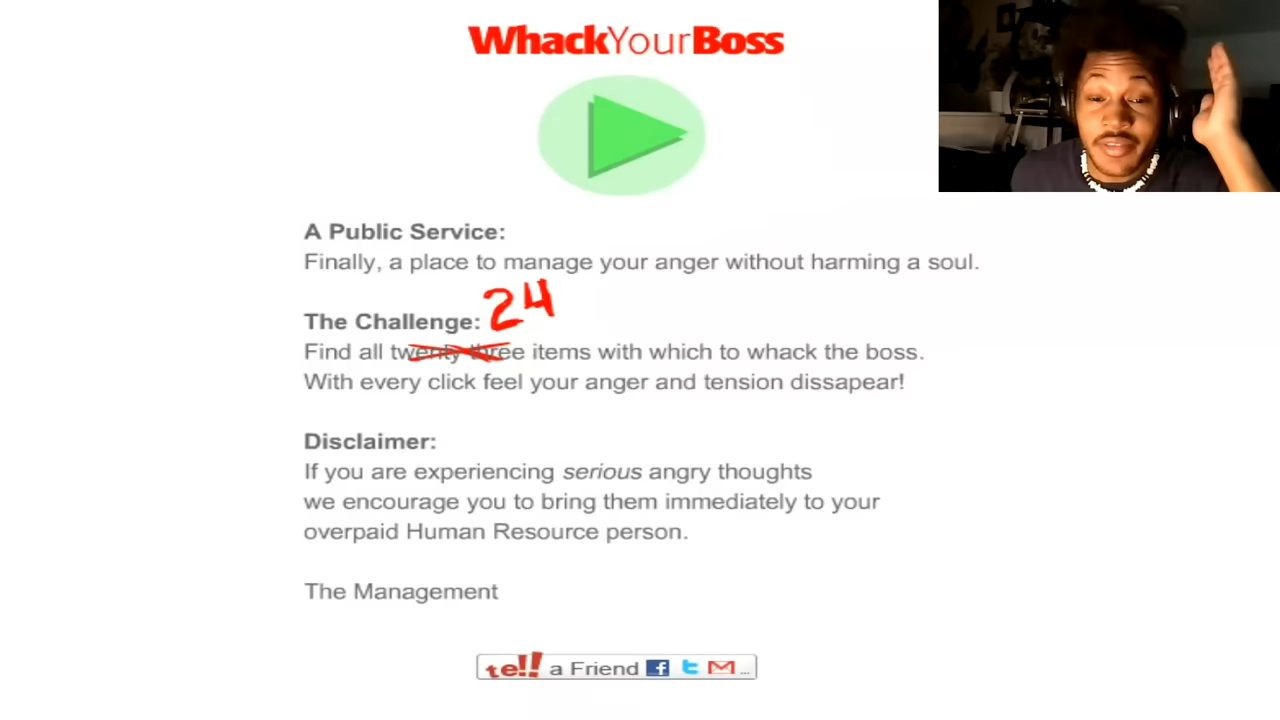 WhackYourBoss
A Public Service:
Finally, a place to manage your anger without harming a soul.
24
The Challenge:
Find all twenty three items with which to whack the boss.
With every click feel your anger and tension dissapear!
Disclaimer:
If you are experiencing serious angry thoughts
we encourage you to bring them immediately to your
overpaid Human Resource person.
The Management
te!! a Friend f t M ...